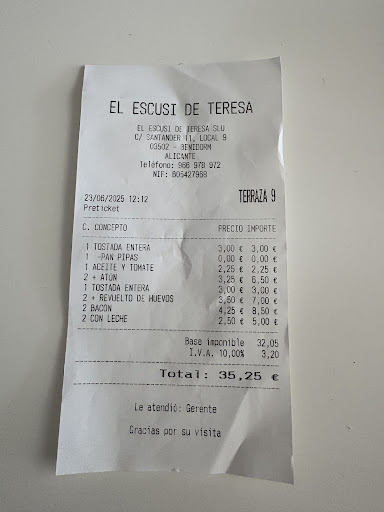 EL ESCUSI DE TERESA
EL ESCUSI DE TERESA SLU
C/ SANTANDER 11, LOCAL 9
03502 - BENIDORM
ALICANTE
Teléfono: 966 978 972
NIF: B05427968
23/06/2025 12:12 TERRAZA 9
Preticket
C. CONCEPTO PRECIO IMPORTE
1 TOSTADA ENTERA 3,00 € 3,00 €
1 -PAN PIPAS 0,00 € 0,00 €
1 ACEITE Y TOMATE 2,25 € 2,25 €
2 + ATÚN 3,25 € 6,50 €
1 TOSTADA ENTERA 3,00 € 3,00 €
2 + REVUELTO DE HUEVOS 3,50 € 7,00 €
2 BACON 4,25 € 8,50 €
2 CON LECHE 2,50 € 5,00 €
Base imponible 32,05
I.V.A. 10,00% 3,20
Total: 35,25 €
Le atendió: Gerente
Gracias por su visita